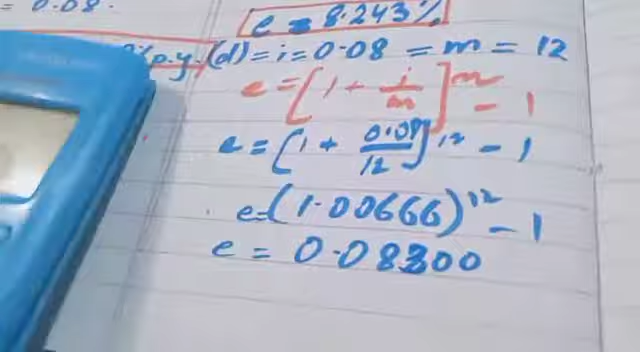 = 0.08.
e = 8.243%
% p.y. (d) = i = 0.08 = m = 12
e = [1 + i/m]^m - 1
e = [1 + 0.08/12]^12 - 1
e = (1.00666)^12 - 1
e = 0.08300